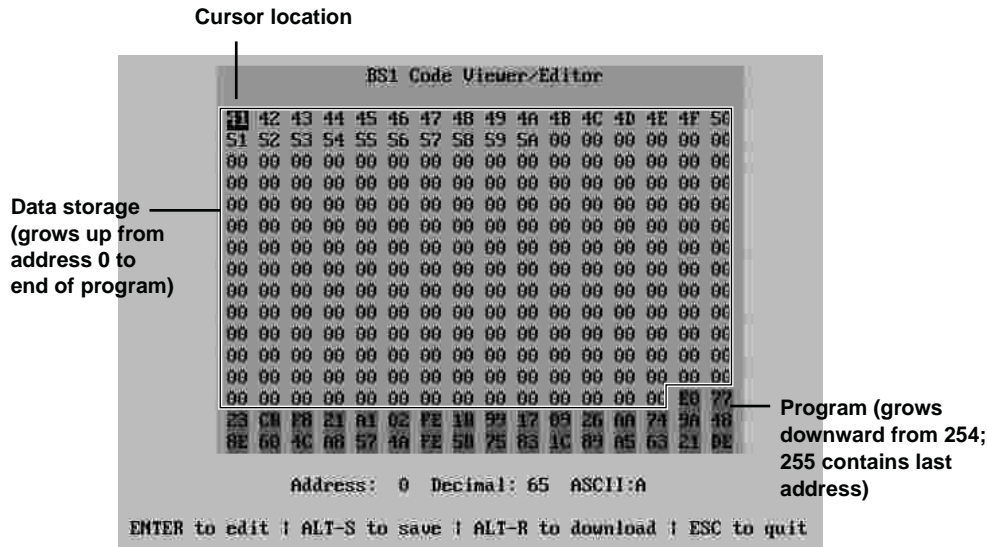 Cursor location
BS1 Code Viewer/Editor
41 42 43 44 45 46 47 48 49 4A 4B 4C 4D 4E 4F 50
51 52 53 54 55 56 57 58 59 5A 00 00 00 00 00 00
00 00 00 00 00 00 00 00 00 00 00 00 00 00 00 00
00 00 00 00 00 00 00 00 00 00 00 00 00 00 00 00
00 00 00 00 00 00 00 00 00 00 00 00 00 00 00 00
00 00 00 00 00 00 00 00 00 00 00 00 00 00 00 00
00 00 00 00 00 00 00 00 00 00 00 00 00 00 00 00
00 00 00 00 00 00 00 00 00 00 00 00 00 00 00 00
00 00 00 00 00 00 00 00 00 00 00 00 00 00 00 00
00 00 00 00 00 00 00 00 00 00 00 00 00 00 00 00
00 00 00 00 00 00 00 00 00 00 00 00 00 00 00 00
00 00 00 00 00 00 00 00 00 00 00 00 00 00 00 00
00 00 00 00 00 00 00 00 00 00 00 00 00 00 00 00
00 00 00 00 00 00 00 00 00 00 00 00 00 00 E0 77
23 F8 21 A1 02 FE 99 17 09 26 AA 74 9A 48
8E 60 4C A8 57 4A FE 75 83 1C 89 A5 63 21 DE
Data storage
(grows up from
address 0 to
end of program)
Program (grows
downward from 254;
255 contains last
address)
Address: 0 Decimal: 65 ASCII:A
ENTER to edit | ALT-S to save | ALT-R to download | ESC to quit